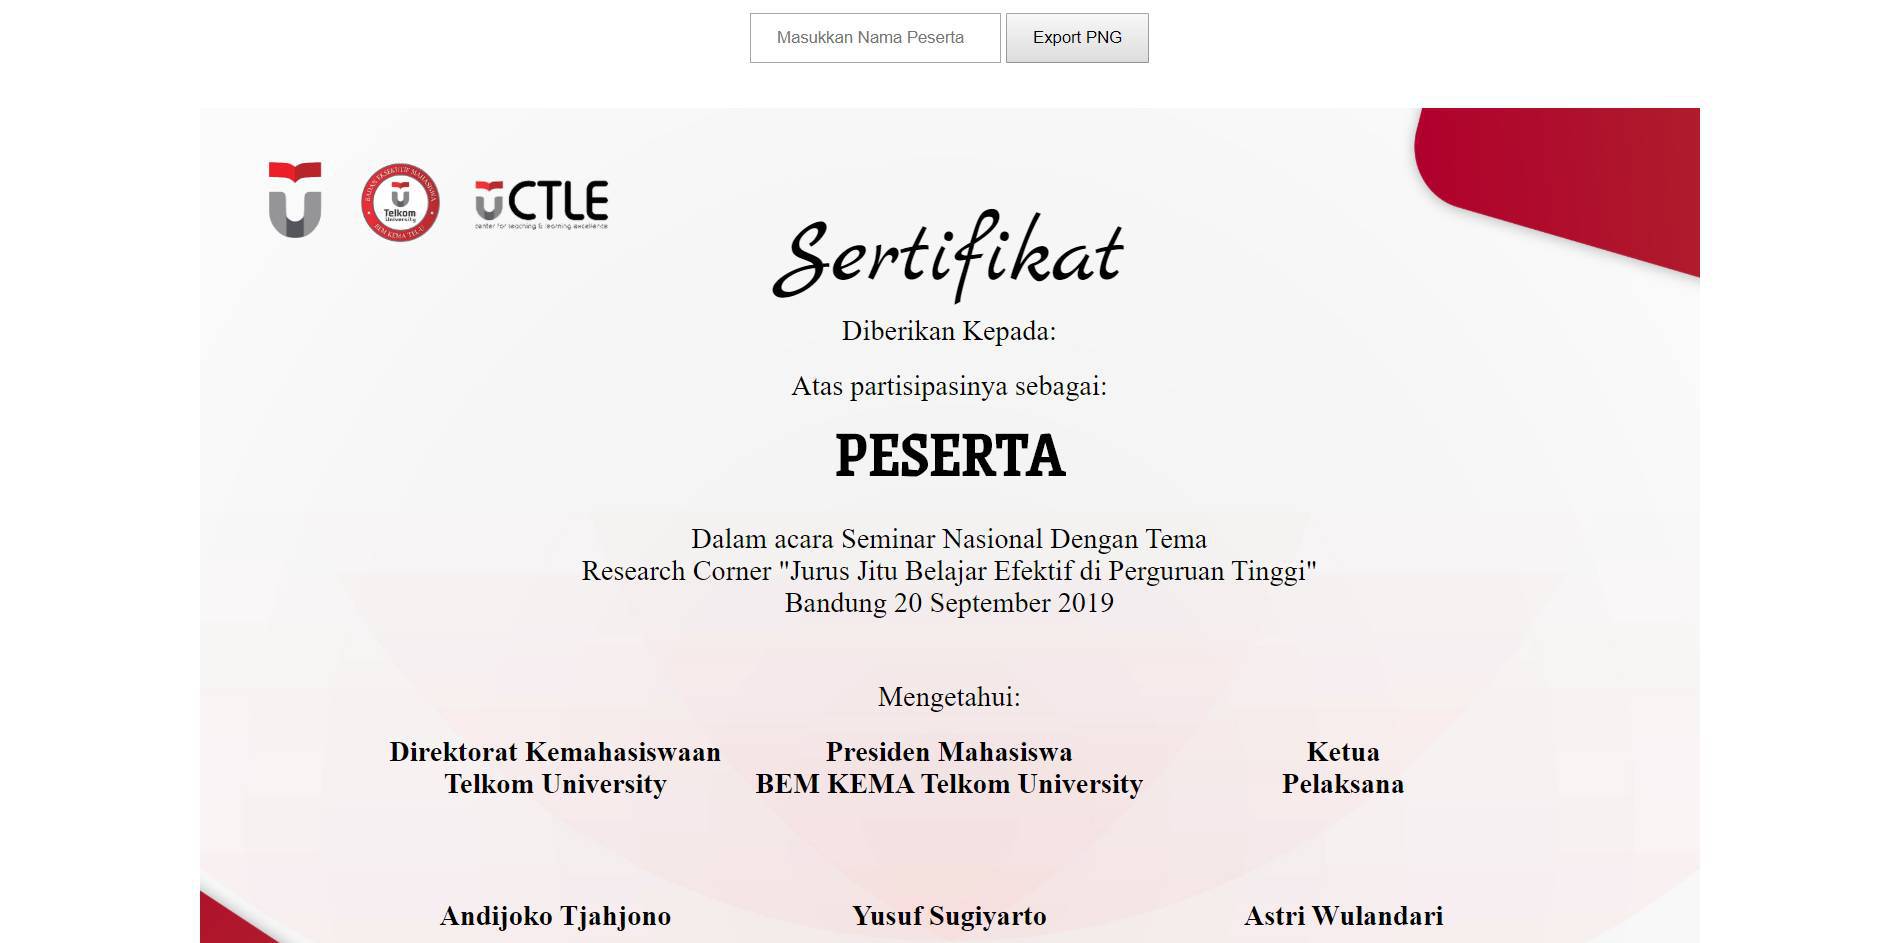 Masukkan Nama Peserta
Export PNG
BADAN EKSEKUTIF MAHASISWA
Telkom
University
BEM KEMA TEL-U
CTLE
center for teaching & learning excellence
Sertifikat
Diberikan Kepada:
Atas partisipasinya sebagai:
PESERTA
Dalam acara Seminar Nasional Dengan Tema
Research Corner "Jurus Jitu Belajar Efektif di Perguruan Tinggi"
Bandung 20 September 2019
Mengetahui:
Direktorat Kemahasiswaan
Telkom University
Presiden Mahasiswa
BEM KEMA Telkom University
Ketua
Pelaksana
Andijoko Tjahjono
Yusuf Sugiyarto
Astri Wulandari